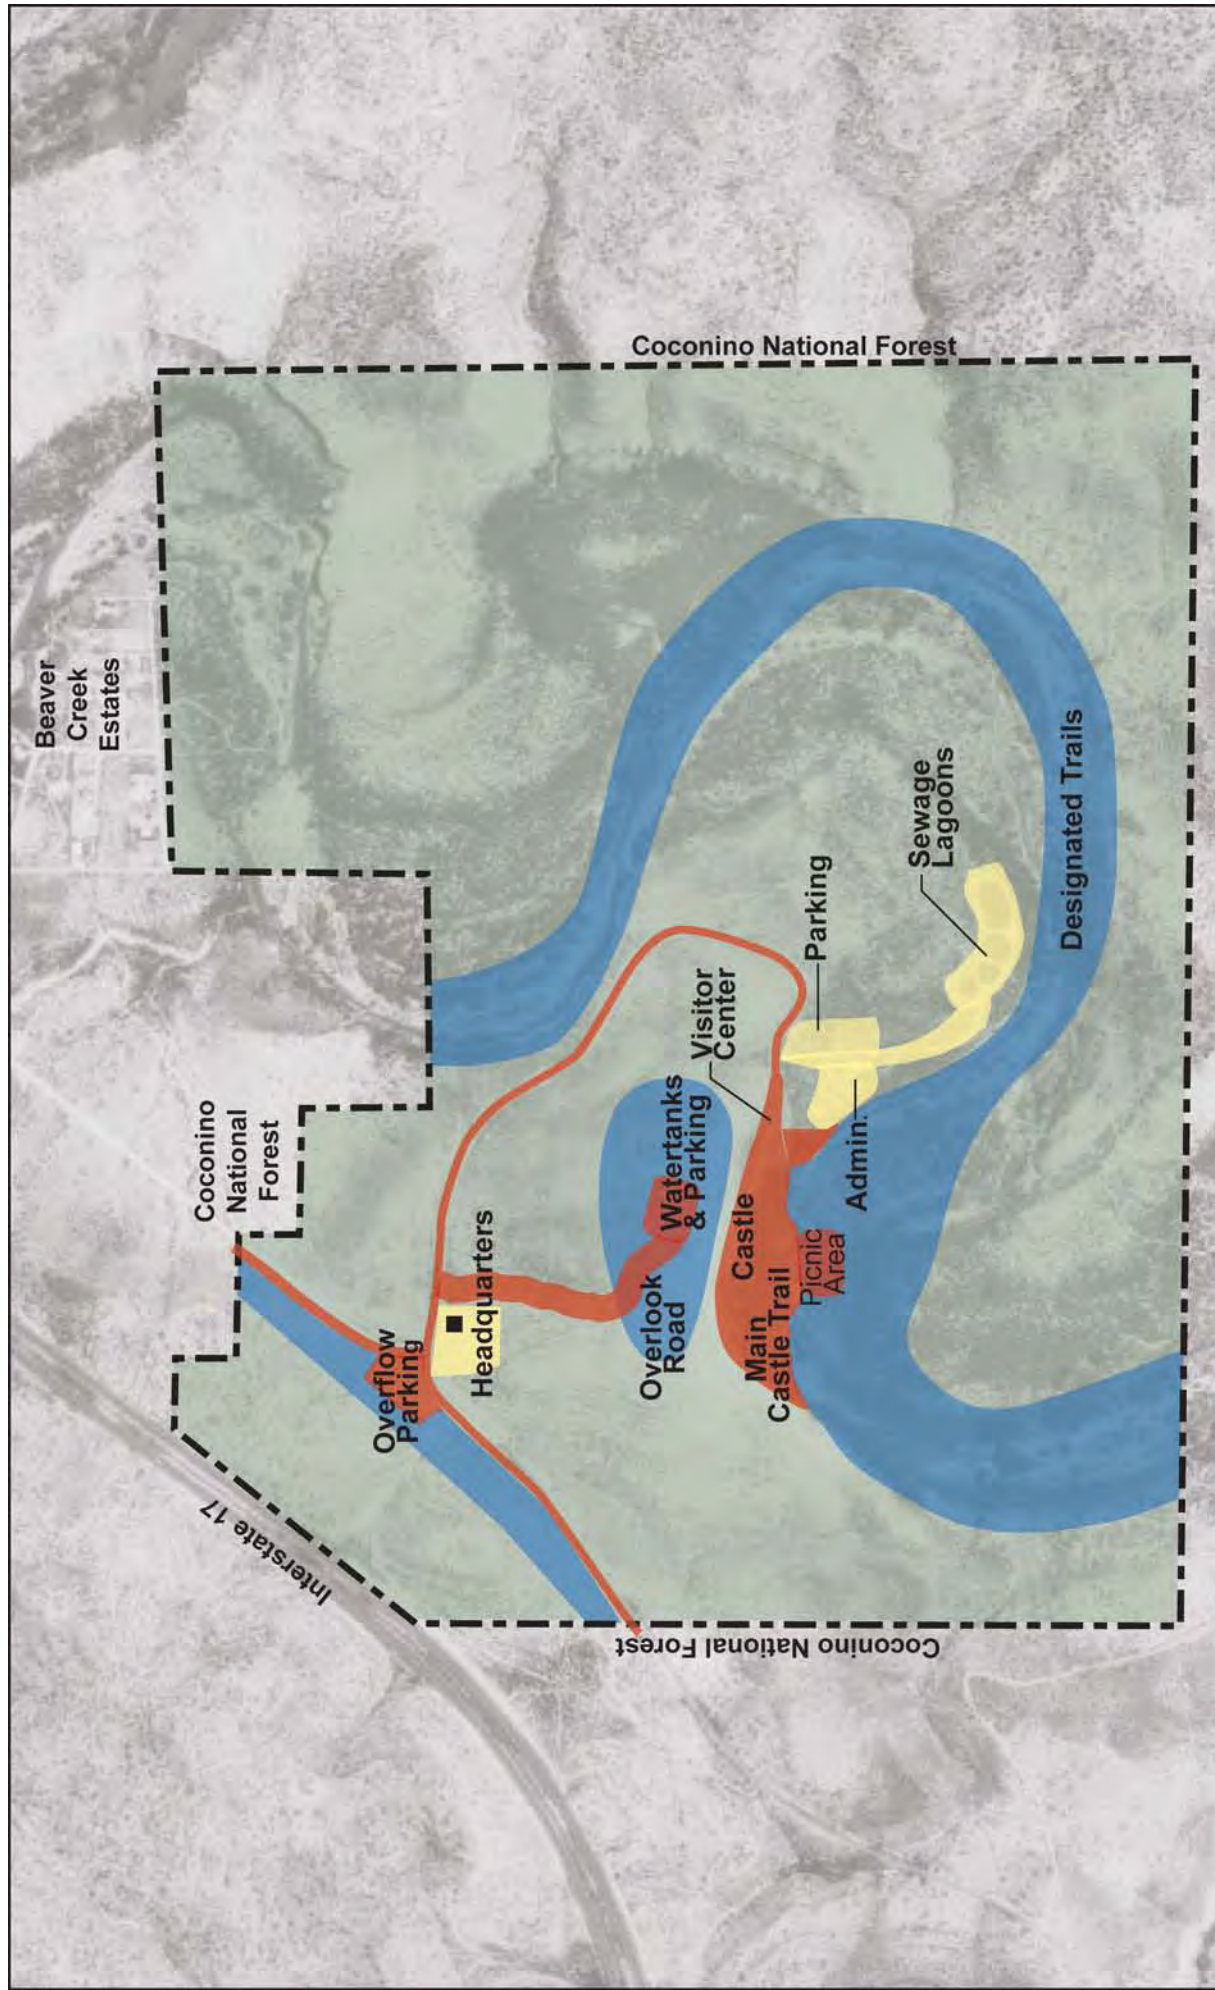 Beaver
Creek
Estates
Coconino National Forest
Coconino
National
Forest
Interstate 17
Overflow
Parking
Headquarters
Overlook
Road
Watertanks
& Parking
Visitor
Center
Castle
Main
Castle Trail
Picnic
Area
Admin.
Parking
Sewage
Lagoons
Designated Trails
Coconino National Forest